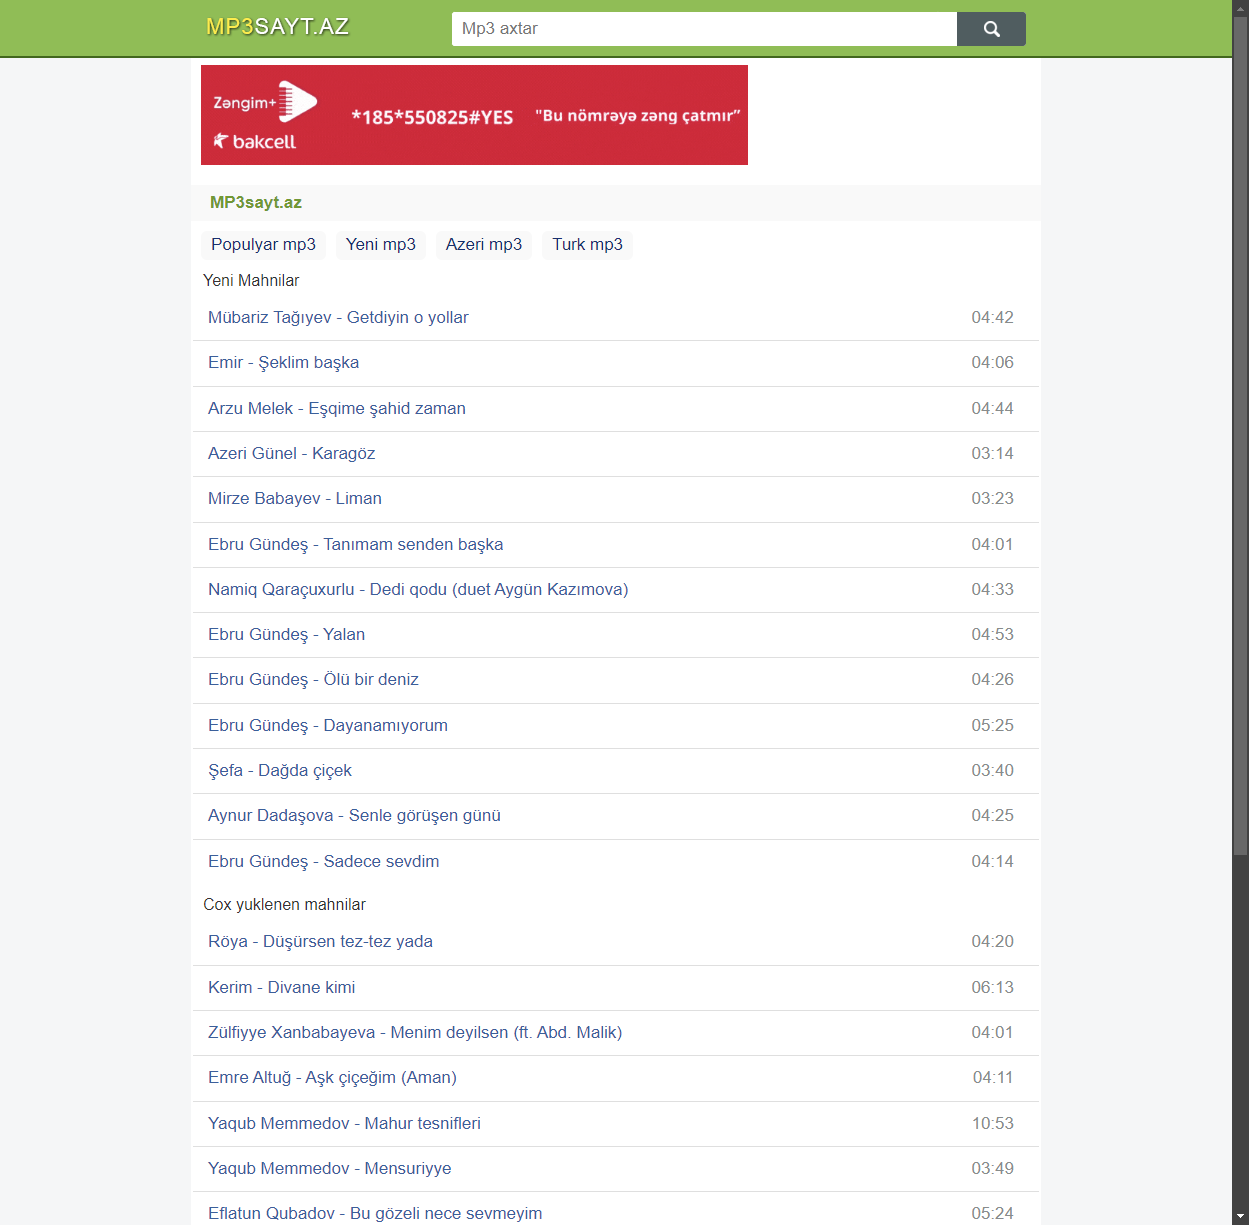 MP3SAYT.AZ
Mp3 axtar
Zəngim+
bakcell
*185*550825#YES
"Bu nömrəyə zəng çatmır”
MP3sayt.az
Populyar mp3
Yeni mp3
Azeri mp3
Turk mp3
Yeni Mahnilar
Mübariz Tağıyev - Getdiyin o yollar 04:42
Emir - Şeklim başka 04:06
Arzu Melek - Eşqime şahid zaman 04:44
Azeri Günel - Karagöz 03:14
Mirze Babayev - Liman 03:23
Ebru Gündeş - Tanımam senden başka 04:01
Namiq Qaraçuxurlu - Dedi qodu (duet Aygün Kazımova) 04:33
Ebru Gündeş - Yalan 04:53
Ebru Gündeş - Ölü bir deniz 04:26
Ebru Gündeş - Dayanamıyorum 05:25
Şefa - Dağda çiçek 03:40
Aynur Dadaşova - Senle görüşen günü 04:25
Ebru Gündeş - Sadece sevdim 04:14
Cox yuklenen mahnilar
Röya - Düşürsen tez-tez yada 04:20
Kerim - Divane kimi 06:13
Zülfiyye Xanbabayeva - Menim deyilsen (ft. Abd. Malik) 04:01
Emre Altuğ - Aşk çiçeğim (Aman) 04:11
Yaqub Memmedov - Mahur tesnifleri 10:53
Yaqub Memmedov - Mensuriyye 03:49
Eflatun Qubadov - Bu gözeli nece sevmeyim 05:24